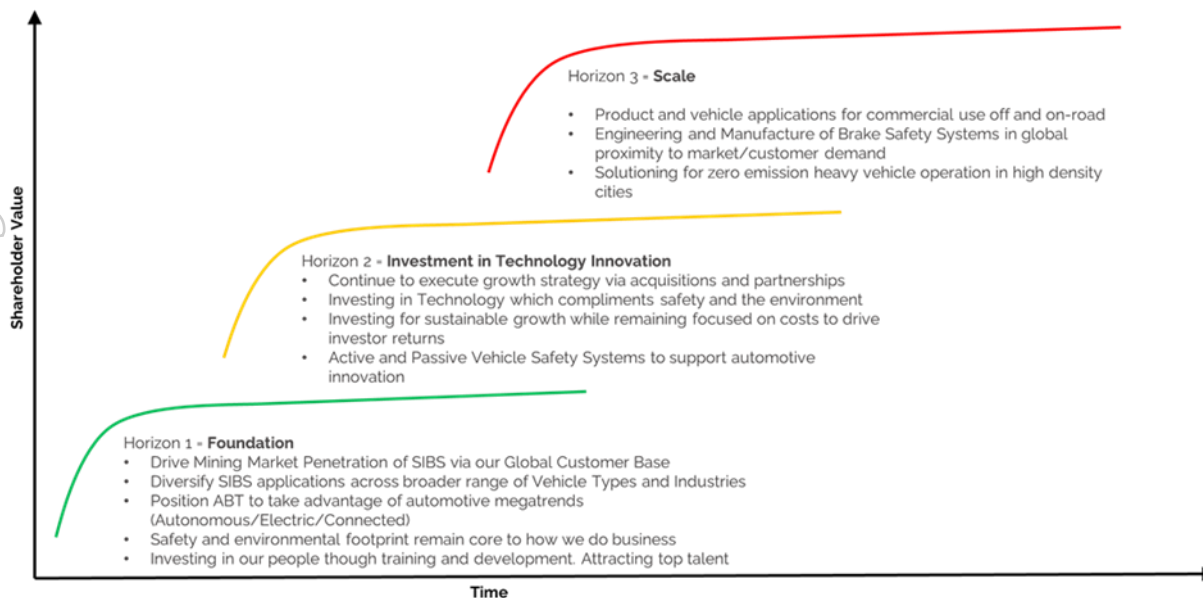 Horizon 3 - Scale
• Product and vehicle applications for commercial use off and on-road
• Engineering and Manufacture of Brake Safety Systems in global
proximity to market/customer demand
• Solutioning for zero emission heavy vehicle operation in high density
cities
Shareholder Value
Horizon 2 - Investment in Technology Innovation
• Continue to execute growth strategy via acquisitions and partnerships
• Investing in Technology which compliments safety and the environment
• Investing for sustainable growth while remaining focused on costs to drive
investor returns
• Active and Passive Vehicle Safety Systems to support automotive
innovation
Horizon 1 - Foundation
• Drive Mining Market Penetration of SIBS via our Global Customer Base
• Diversify SIBS applications across broader range of Vehicle Types and Industries
• Position ABT to take advantage of automotive megatrends
(Autonomous/Electric/Connected)
• Safety and environmental footprint remain core to how we do business
• Investing in our people though training and development. Attracting top talent
Time